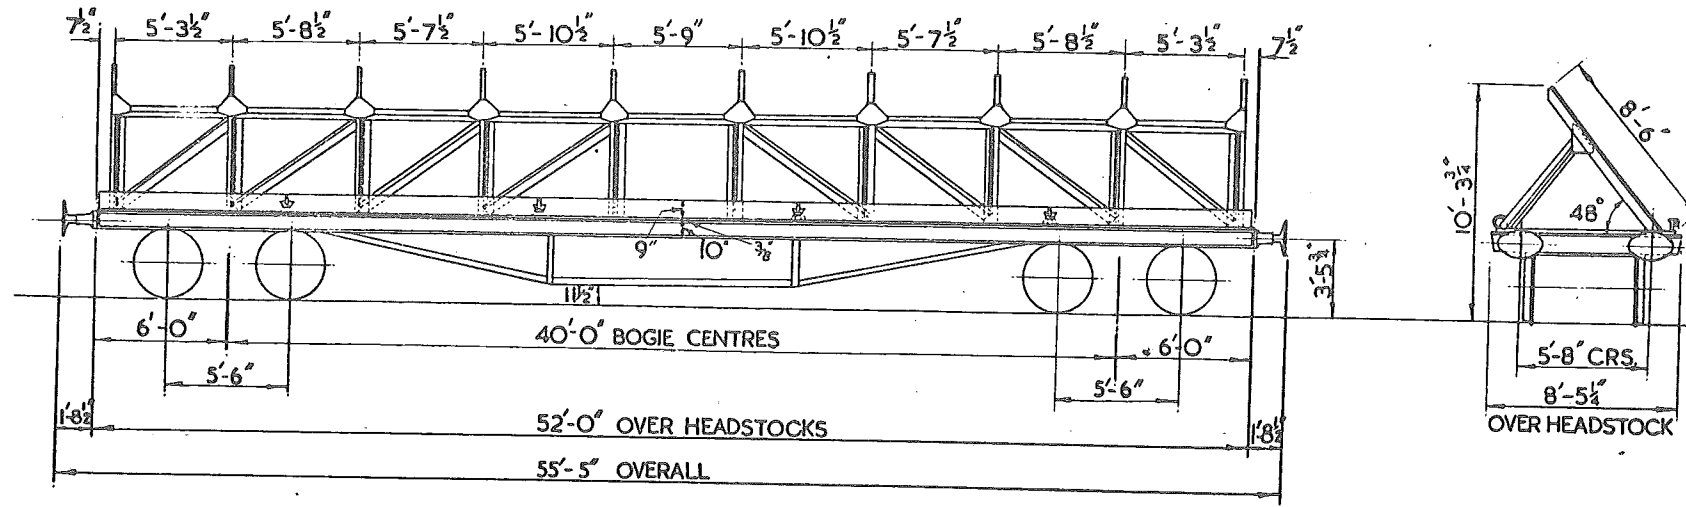 7½" 5'-3½" 5'-8½" 5'-7½" 5'-10½" 5'-9" 5'-10½" 5'-7½" 5'-8½" 5'-3½" 7½"
8'-6"
10'-3¾"
48°
9" 10" 3/8"
3'-5¾"
11½"
6'-0" 40'-0" BOGIE CENTRES 6'-0"
5'-6" 5'-6"
5'-8" CRS.
8'-5¼"
OVER HEADSTOCK
1'-8½" 52'-0" OVER HEADSTOCKS 1'-8½"
55'-5" OVERALL